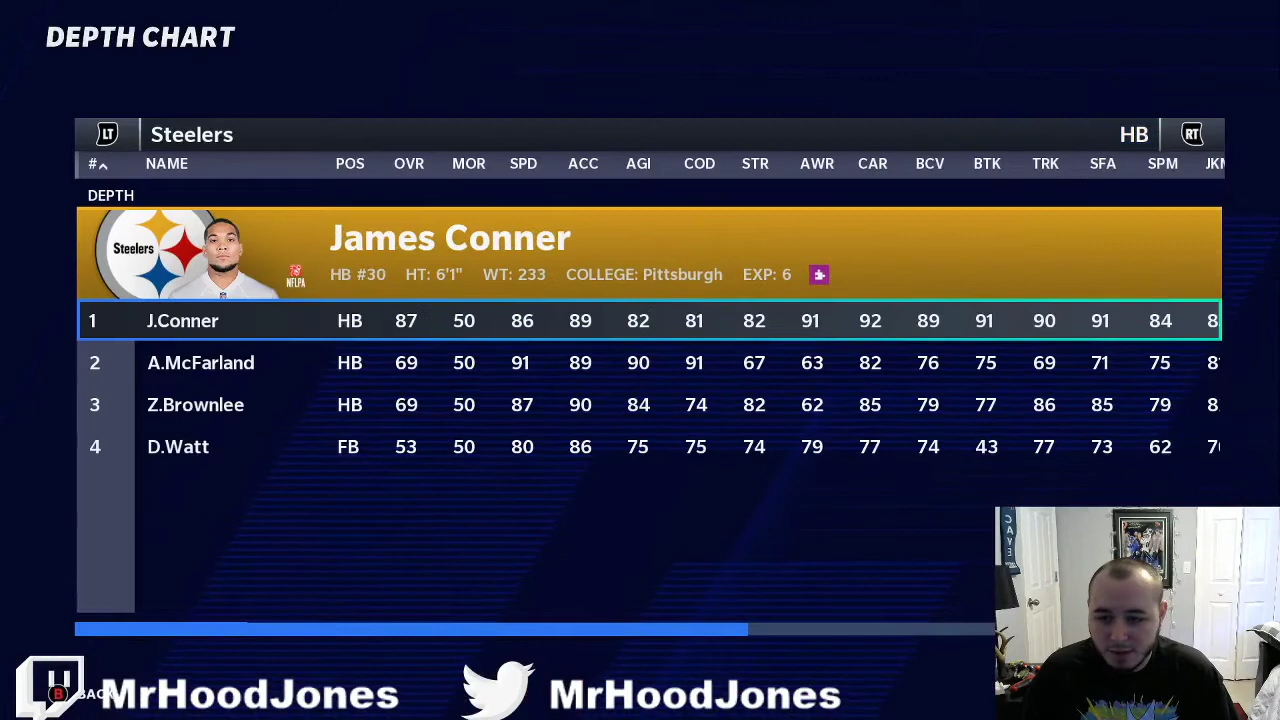 DEPTH CHART
LT Steelers HB RT
# NAME POS OVR MOR SPD ACC AGI COD STR AWR CAR BCV BTK TRK SFA SPM
DEPTH
Steelers
NFLPA
James Conner
HB #30 HT: 6'1" WT: 233 COLLEGE: Pittsburgh EXP: 6
1 J.Conner HB 87 50 86 89 82 81 82 91 92 89 91 90 91 84
2 A.McFarland HB 69 50 91 89 90 91 67 63 82 76 75 69 71 75
3 Z.Brownlee HB 69 50 87 90 84 74 82 62 85 79 77 86 85 79
4 D.Watt FB 53 50 80 86 75 75 74 79 77 74 43 77 73 62
B BACK
MrHoodJones MrHoodJones